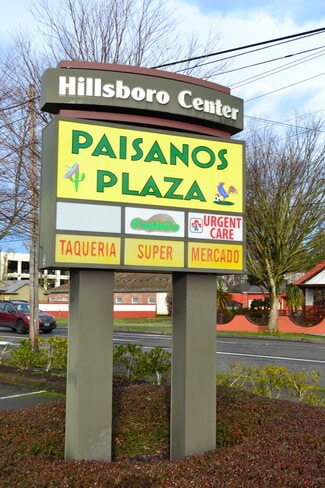 Hillsboro Center
PAISANOS
PLAZA
URGENT
CARE
TAQUERIA SUPER MERCADO